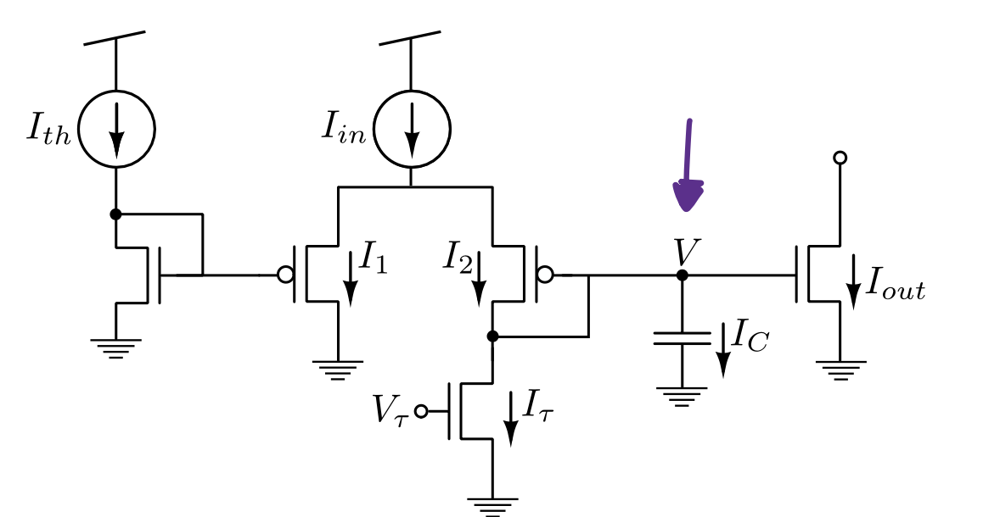 I_th
I_in
I_1
I_2
V
I_out
I_C
V_τ
I_τ